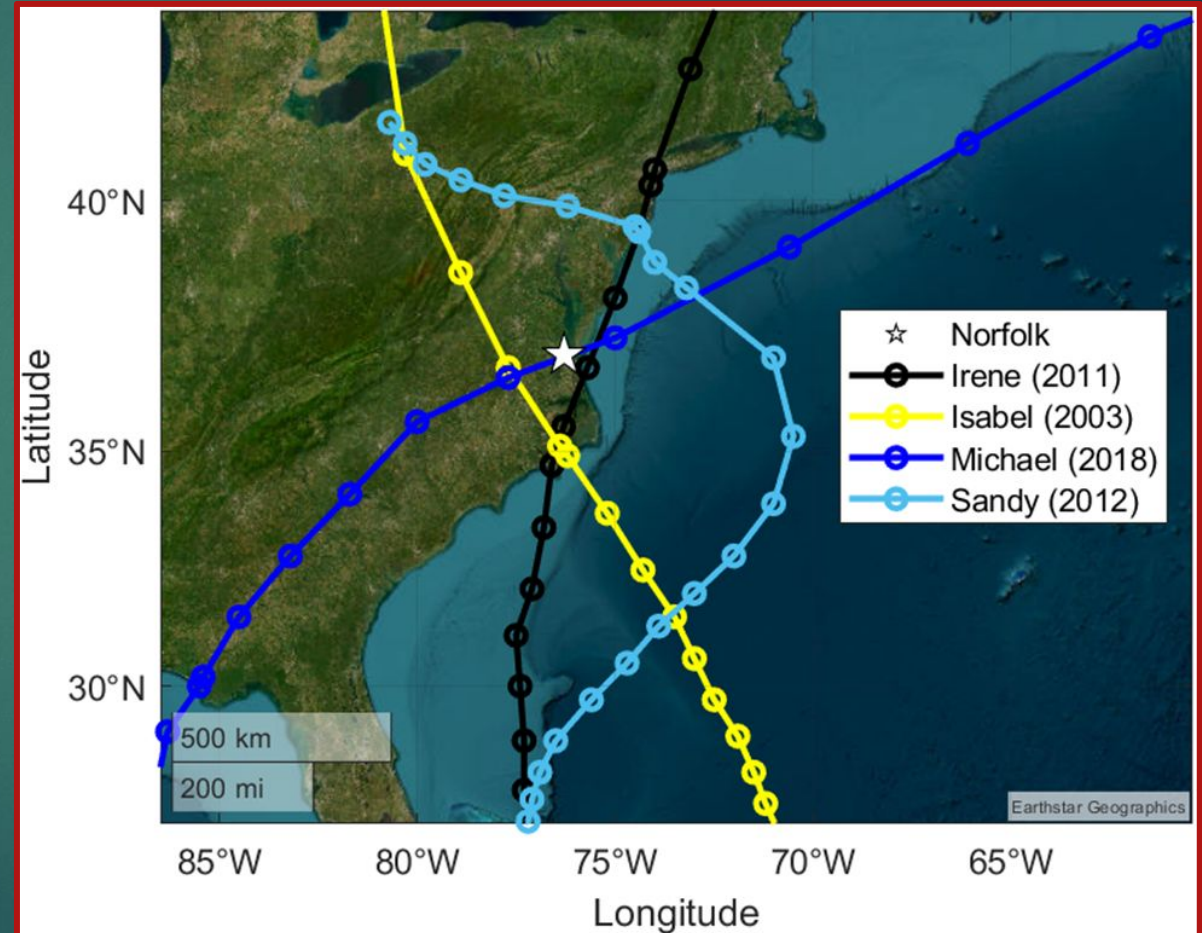 40°N
35°N
30°N
Latitude
☆ Norfolk
Irene (2011)
Isabel (2003)
Michael (2018)
Sandy (2012)
500 km
200 mi
Earthstar Geographics
85°W 80°W 75°W 70°W 65°W
Longitude